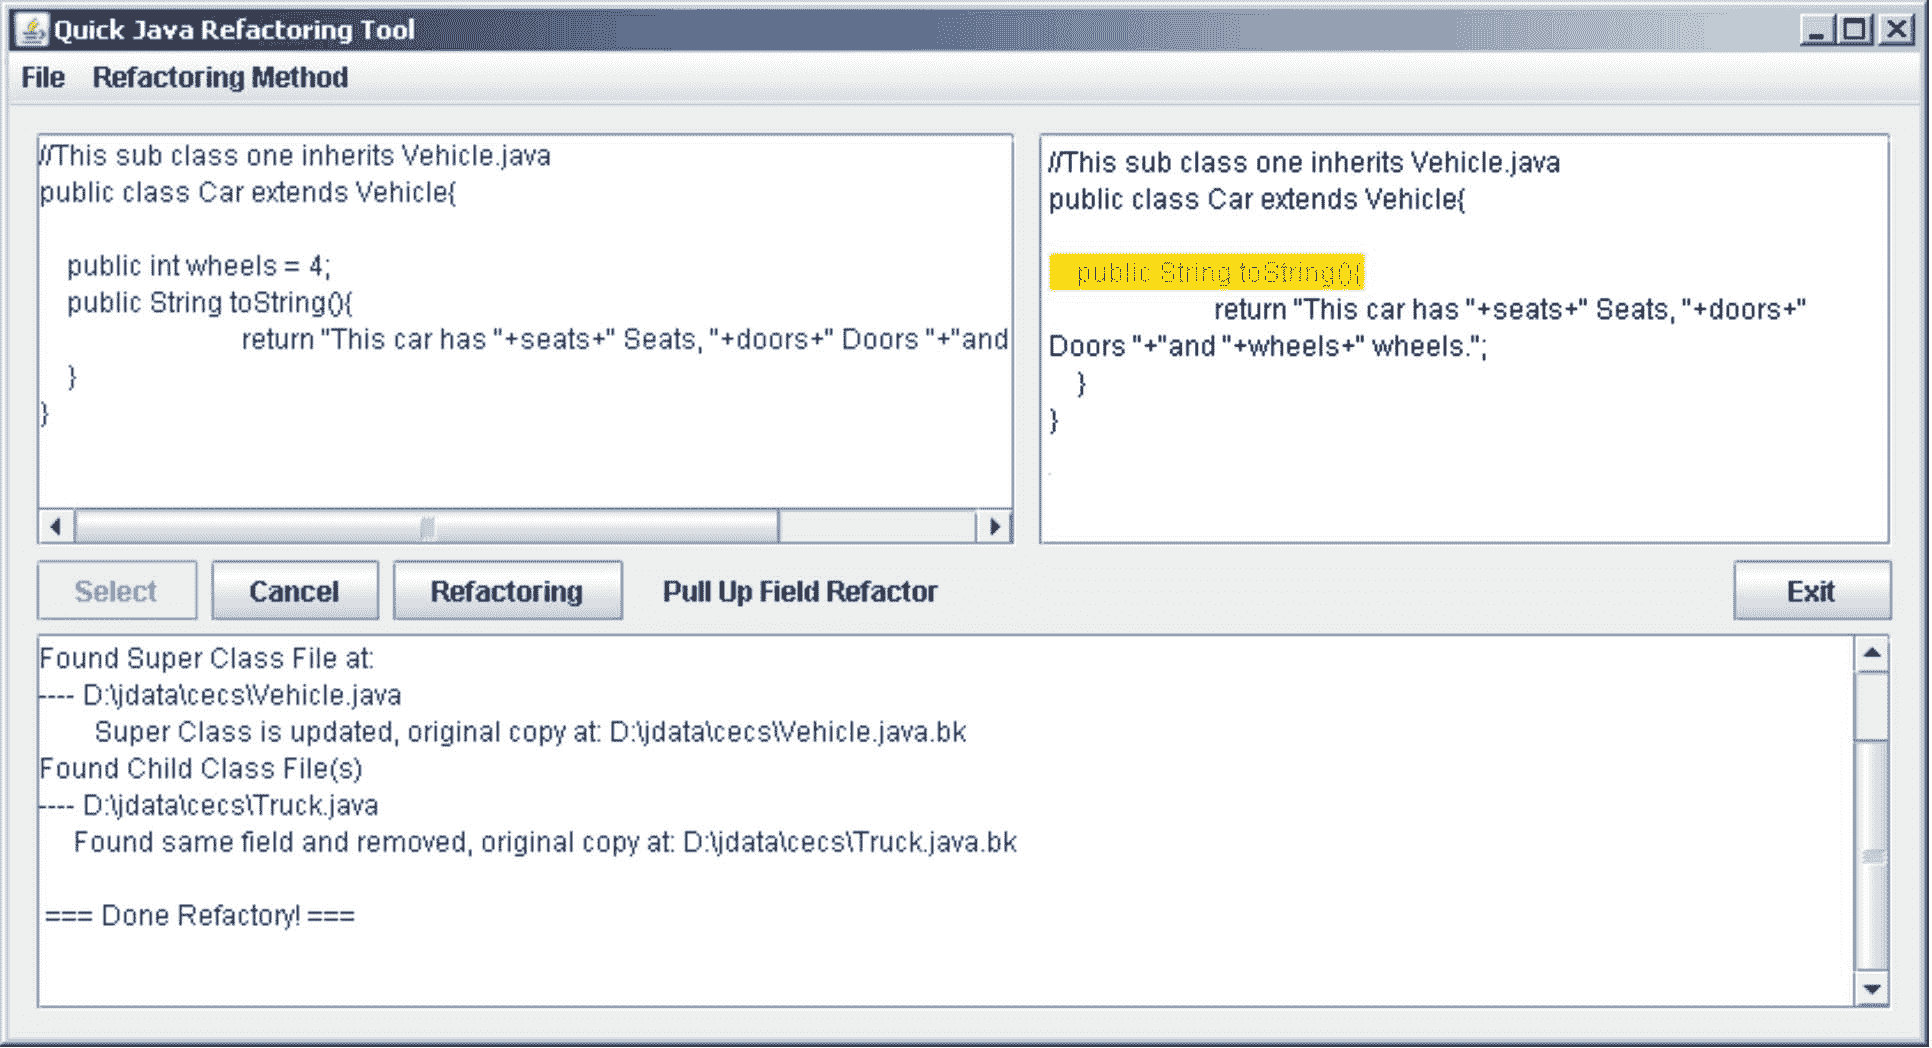 Quick Java Refactoring Tool
File Refactoring Method
//This sub class one inherits Vehicle.java
public class Car extends Vehicle{
public int wheels = 4;
public String toString(){
return "This car has "+seats+" Seats, "+doors+" Doors "+"and
}
}
//This sub class one inherits Vehicle.java
public class Car extends Vehicle{
public String toString(){
return "This car has "+seats+" Seats, "+doors+"
Doors "+"and "+wheels+" wheels.";
}
}
Select Cancel Refactoring Pull Up Field Refactor Exit
Found Super Class File at:
---- D:\jdata\cecs\Vehicle.java
Super Class is updated, original copy at: D:\jdata\cecs\Vehicle.java.bk
Found Child Class File(s)
---- D:\jdata\cecs\Truck.java
Found same field and removed, original copy at: D:\jdata\cecs\Truck.java.bk
=== Done Refactory! ===